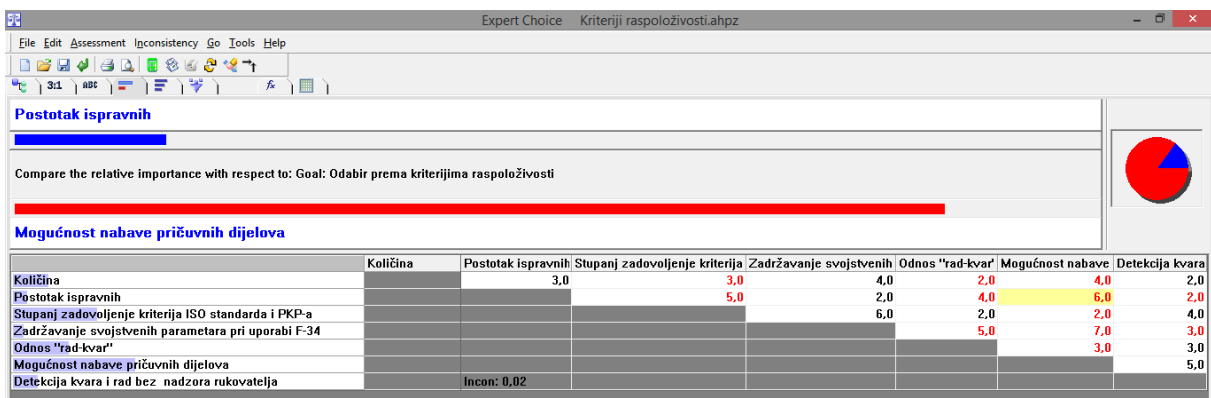 Expert Choice Kriteriji raspoloživosti.ahpz
File Edit Assessment Inconsistency Go Tools Help
3:1 ABC fx
Postotak ispravnih
Compare the relative importance with respect to: Goal: Odabir prema kriterijima raspoloživosti
Mogućnost nabave pričuvnih dijelova
Količina Postotak ispravnih Stupanj zadovoljenje kriterija Zadržavanje svojstvenih Odnos "rad-kvar' Mogućnost nabave Detekcija kvara
Količina 3,0 3,0 4,0 2,0 4,0 2,0
Postotak ispravnih 5,0 2,0 4,0 6,0 2,0
Stupanj zadovoljenje kriterija ISO standarda i PKP-a 6,0 2,0 2,0 4,0
Zadržavanje svojstvenih parametara pri uporabi F-34 5,0 7,0 3,0
Odnos "rad-kvar" 3,0 3,0
Mogućnost nabave pričuvnih dijelova 5,0
Detekcija kvara i rad bez nadzora rukovatelja Incon: 0,02